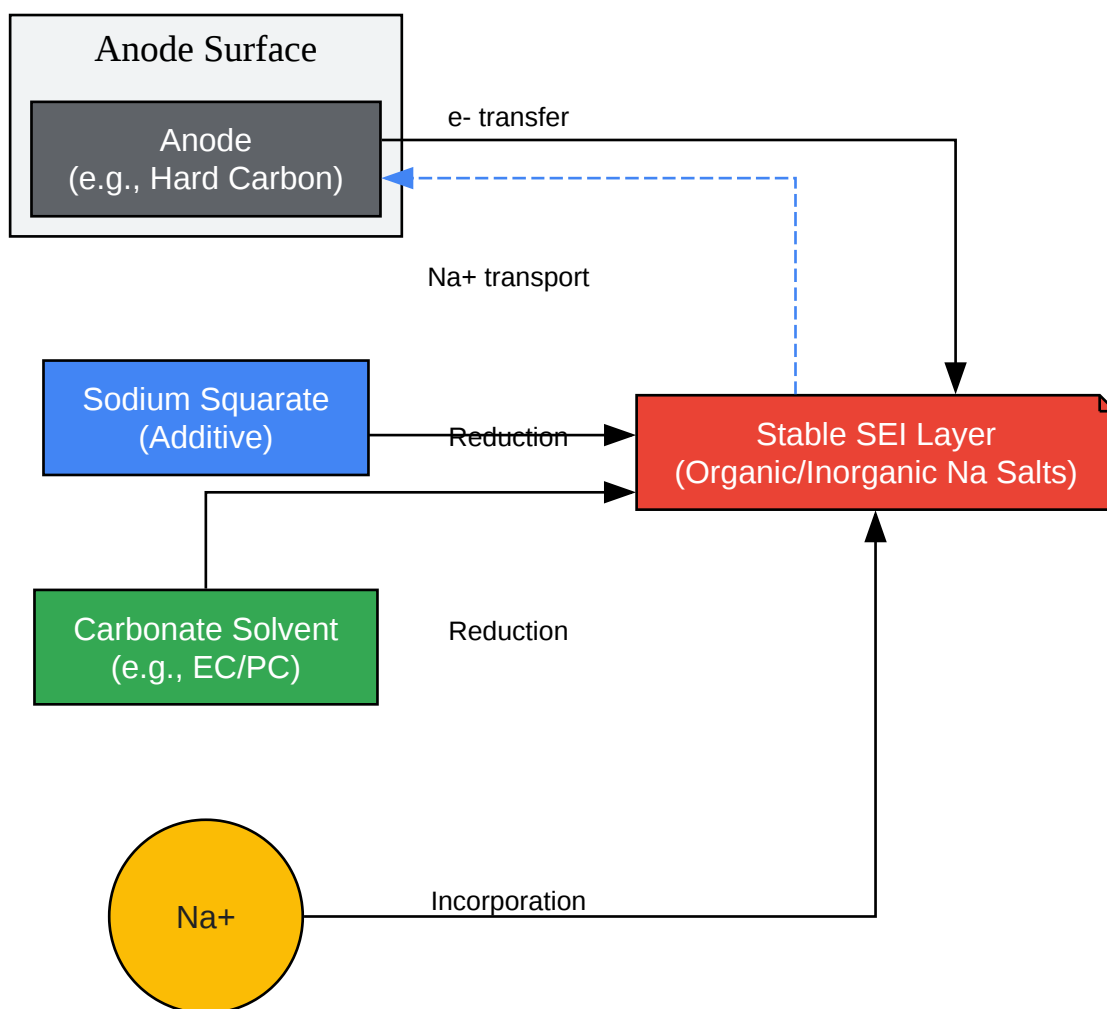 Anode Surface
Anode
(e.g., Hard Carbon)
e- transfer
Na+ transport
Sodium Squarate
(Additive)
Reduction
Stable SEI Layer
(Organic/Inorganic Na Salts)
Carbonate Solvent
(e.g., EC/PC)
Reduction
Na+
Incorporation